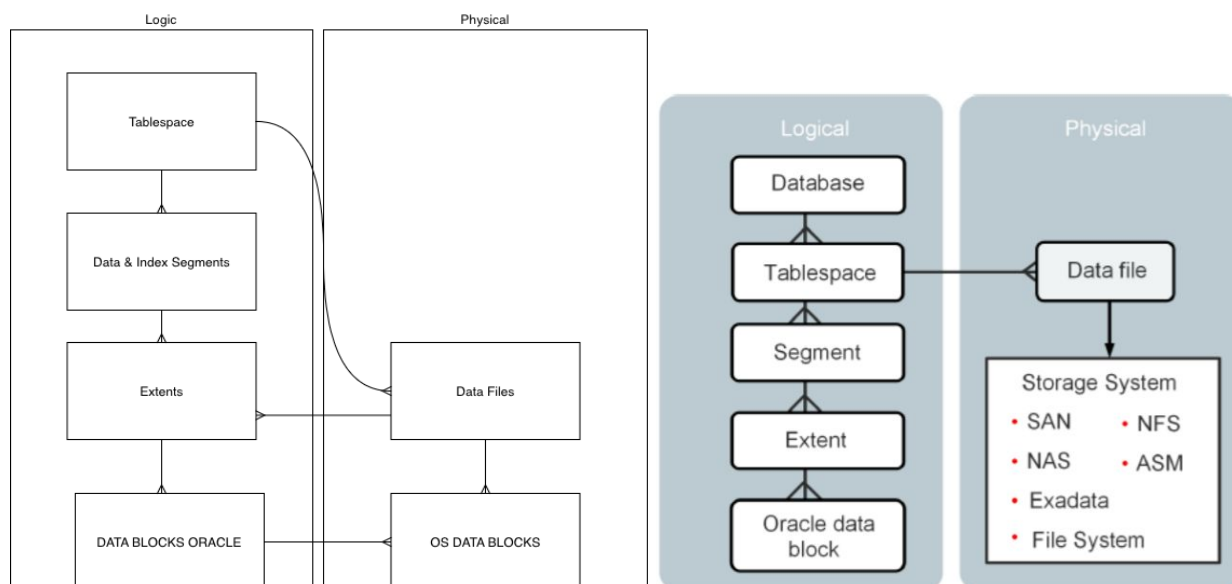 Logic
Physical
Tablespace
Data & Index Segments
Extents
Data Files
DATA BLOCKS ORACLE
OS DATA BLOCKS
Logical
Physical
Database
Tablespace
Data file
Segment
Extent
Oracle data
block
Storage System
• SAN
• NFS
• NAS
• ASM
• Exadata
• File System